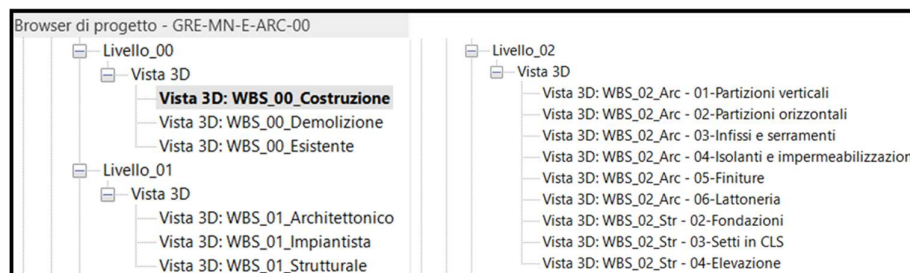 Browser di progetto - GRE-MN-E-ARC-00
Livello_00
Vista 3D
Vista 3D: WBS_00_Costruzione
Vista 3D: WBS_00_Demolizione
Vista 3D: WBS_00_Esistente
Livello_01
Vista 3D
Vista 3D: WBS_01_Architettonico
Vista 3D: WBS_01_Impiantista
Vista 3D: WBS_01_Strutturale
Livello_02
Vista 3D
Vista 3D: WBS_02_Arc - 01-Partizioni verticali
Vista 3D: WBS_02_Arc - 02-Partizioni orizzontali
Vista 3D: WBS_02_Arc - 03-Infissi e serramenti
Vista 3D: WBS_02_Arc - 04-Isolanti e impermeabilizzazion
Vista 3D: WBS_02_Arc - 05-Finiture
Vista 3D: WBS_02_Arc - 06-Lattoneria
Vista 3D: WBS_02_Str - 02-Fondazioni
Vista 3D: WBS_02_Str - 03-Setti in CLS
Vista 3D: WBS_02_Str - 04-Elevazione